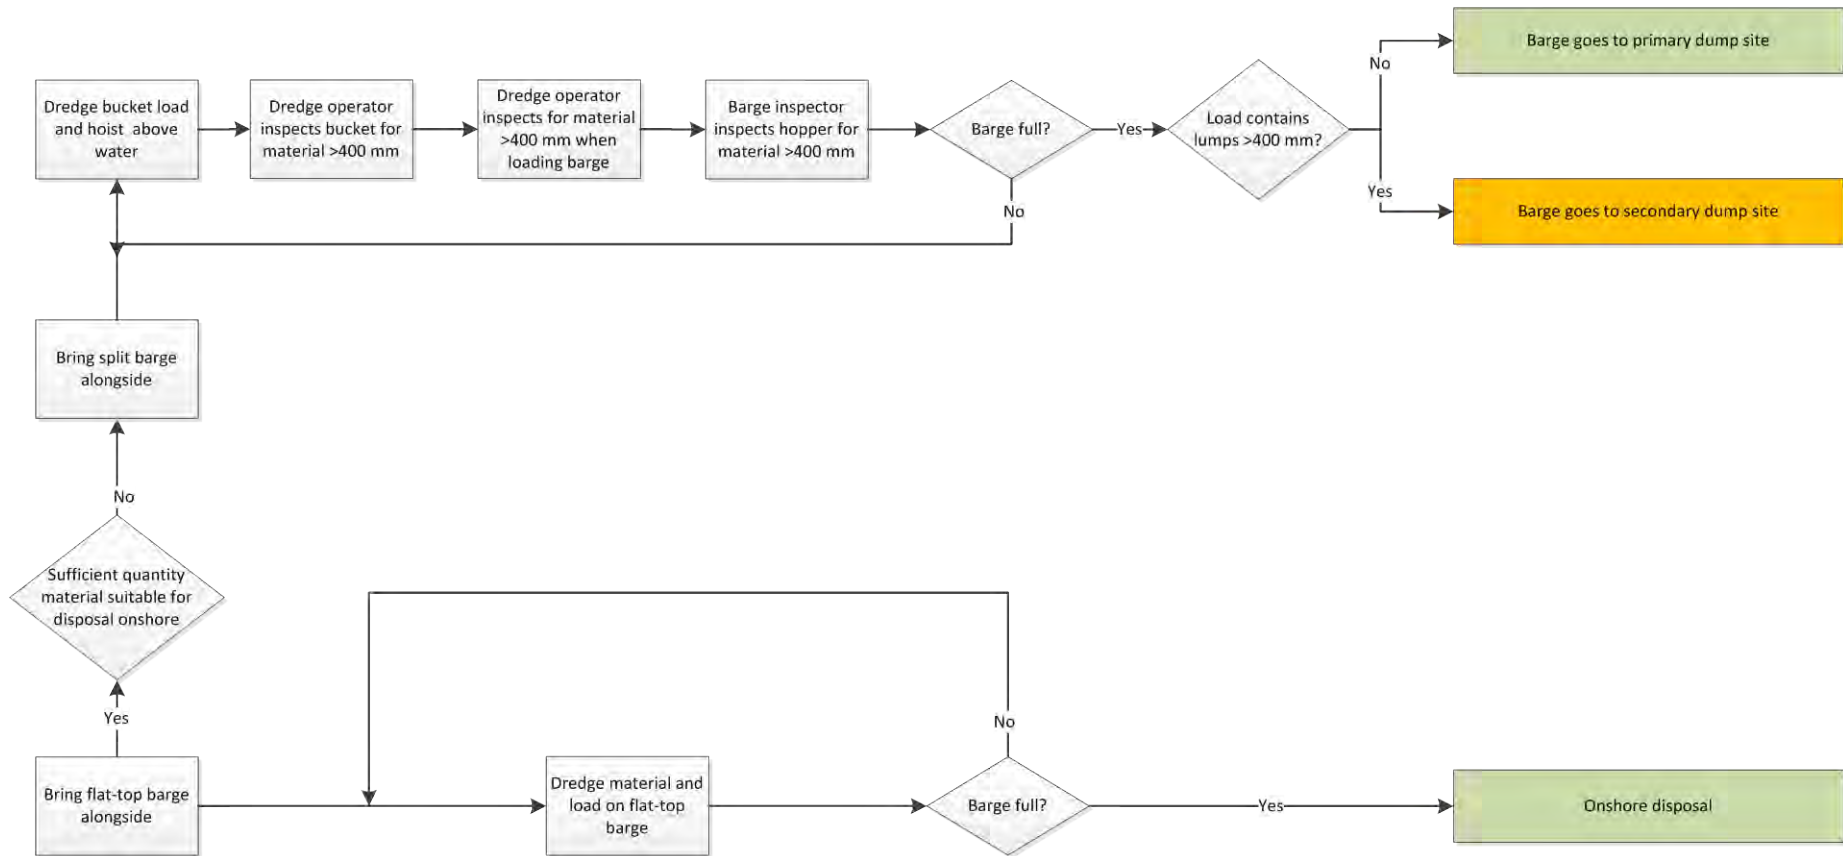 Barge goes to primary dump site
No
Dredge bucket load
and hoist above
water
Dredge operator
inspects bucket for
material >400 mm
Dredge operator
inspects for material
>400 mm when
loading barge
Barge inspector
inspects hopper for
material >400 mm
Barge full?
Yes
Load contains
lumps >400 mm?
Yes
Barge goes to secondary dump site
No
Bring split barge
alongside
No
Sufficient quantity
material suitable for
disposal onshore
Yes
No
Bring flat-top barge
alongside
Dredge material and
load on flat-top
barge
Barge full?
Yes
Onshore disposal